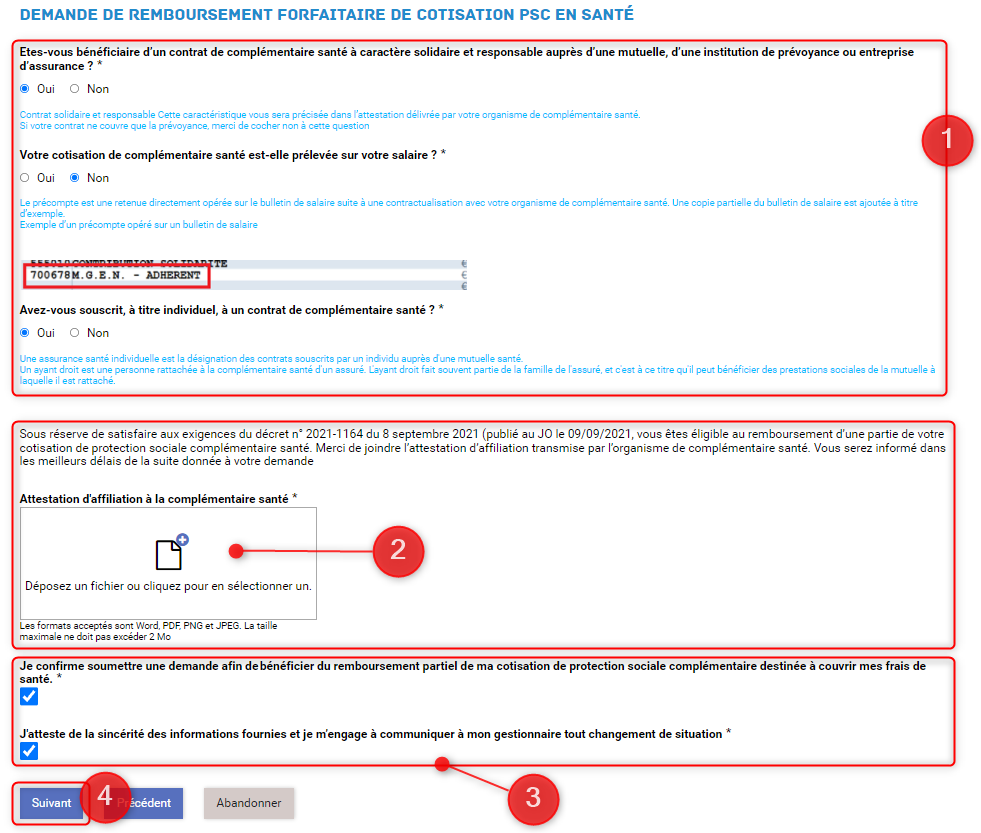 DEMANDE DE REMBOURSEMENT FORFAITAIRE DE COTISATION PSC EN SANTÉ
Etes-vous bénéficiaire d’un contrat de complémentaire santé à caractère solidaire et responsable auprès d’une mutuelle, d’une institution de prévoyance ou entreprise
d’assurance ? *
Oui Non
Contrat solidaire et responsable Cette caractéristique vous sera précisée dans l’attestation délivrée par votre organisme de complémentaire santé.
Si votre contrat ne couvre que la prévoyance, merci de cocher non à cette question
1
Votre cotisation de complémentaire santé est-elle prélevée sur votre salaire ? *
Oui Non
Le précompte est une retenue directement opérée sur le bulletin de salaire suite à une contractualisation avec votre organisme de complémentaire santé. Une copie partielle du bulletin de salaire est ajoutée à titre
d’exemple.
Exemple d’un précompte opéré sur un bulletin de salaire
555010 CONTRIBUTION SOLIDARITE €
700678 M.G.E.N. - ADHERENT €
€
Avez-vous souscrit, à titre individuel, à un contrat de complémentaire santé ? *
Oui Non
Une assurance santé individuelle est la désignation des contrats souscrits par un individu auprès d'une mutuelle santé.
Un ayant droit est une personne rattachée à la complémentaire santé d'un assuré. L'ayant droit fait souvent partie de la famille de l'assuré, et c'est à ce titre qu'il peut bénéficier des prestations sociales de la mutuelle à
laquelle il est rattaché.
Sous réserve de satisfaire aux exigences du décret n° 2021-1164 du 8 septembre 2021 (publié au JO le 09/09/2021, vous êtes éligible au remboursement d’une partie de votre
cotisation de protection sociale complémentaire santé. Merci de joindre l’attestation d’affiliation transmise par l’organisme de complémentaire santé. Vous serez informé dans
les meilleurs délais de la suite donnée à votre demande
Attestation d'affiliation à la complémentaire santé *
2
Déposez un fichier ou cliquez pour en sélectionner un.
Les formats acceptés sont Word, PDF, PNG et JPEG. La taille
maximale ne doit pas excéder 2 Mo
Je confirme soumettre une demande afin de bénéficier du remboursement partiel de ma cotisation de protection sociale complémentaire destinée à couvrir mes frais de
santé. *
J'atteste de la sincérité des informations fournies et je m’engage à communiquer à mon gestionnaire tout changement de situation *
3
Suivant 4 Précédent Abandonner